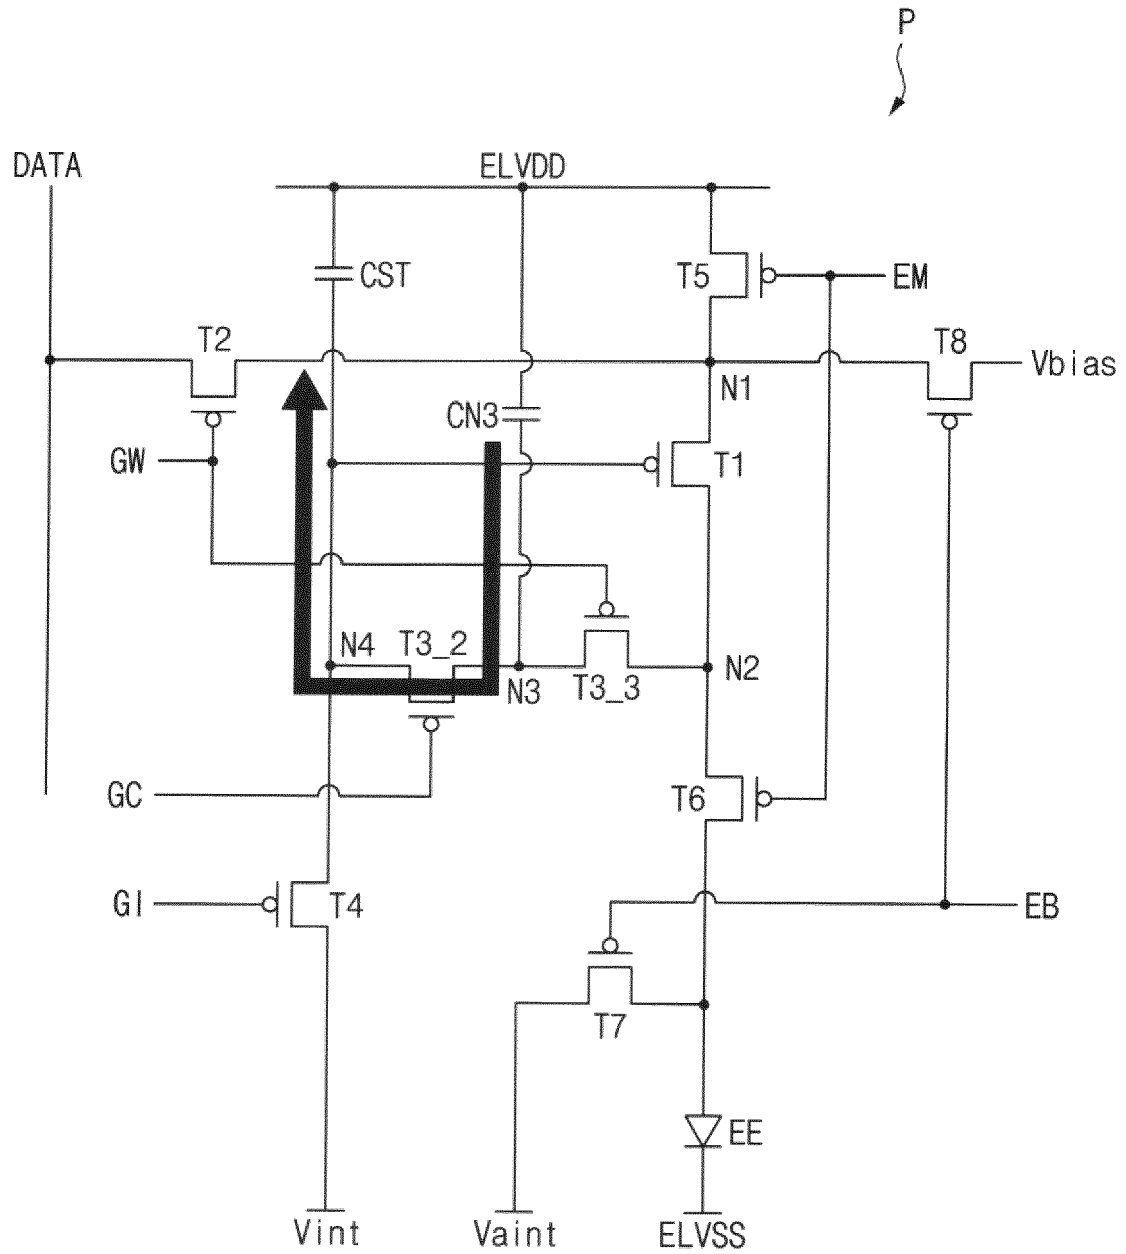 P
DATA
ELVDD
CST
T5
EM
T2
T8
N1
Vbias
CN3
GW
T1
N4
T3_2
N3
T3_3
N2
GC
T6
GI
T4
EB
T7
EE
Vint
Vaint
ELVSS